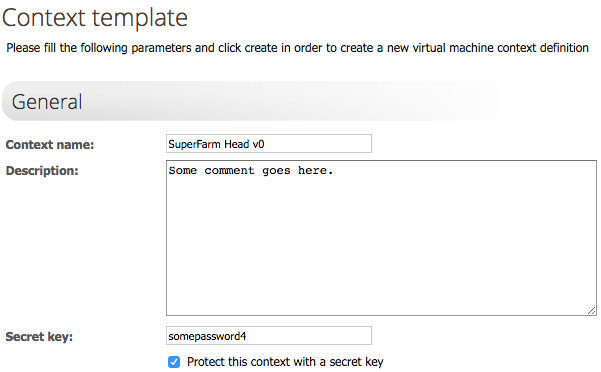 Context template
Please fill the following parameters and click create in order to create a new virtual machine context definition
General
Context name: SuperFarm Head v0
Description: Some comment goes here.
Secret key: somepassword4
Protect this context with a secret key